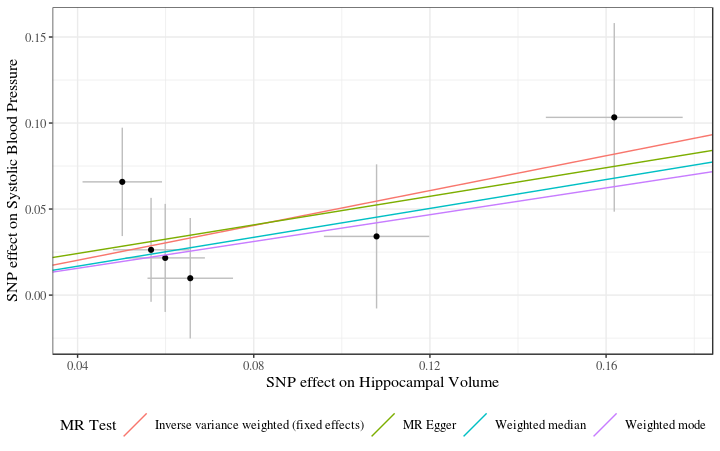 SNP effect on Systolic Blood Pressure
0.15
0.10
0.05
0.00
0.04 0.08 0.12 0.16
SNP effect on Hippocampal Volume
MR Test Inverse variance weighted (fixed effects) MR Egger Weighted median Weighted mode